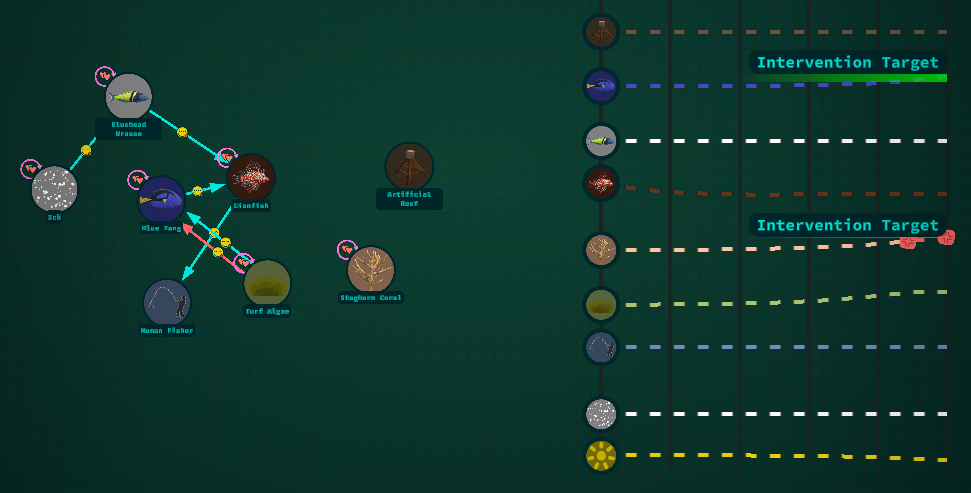 Bluehead
Wrasse
Ick
Blue Tang
Lionfish
Human Fisher
Turf Algae
Staghorn Coral
Artificial
Reef
Intervention Target
Intervention Target